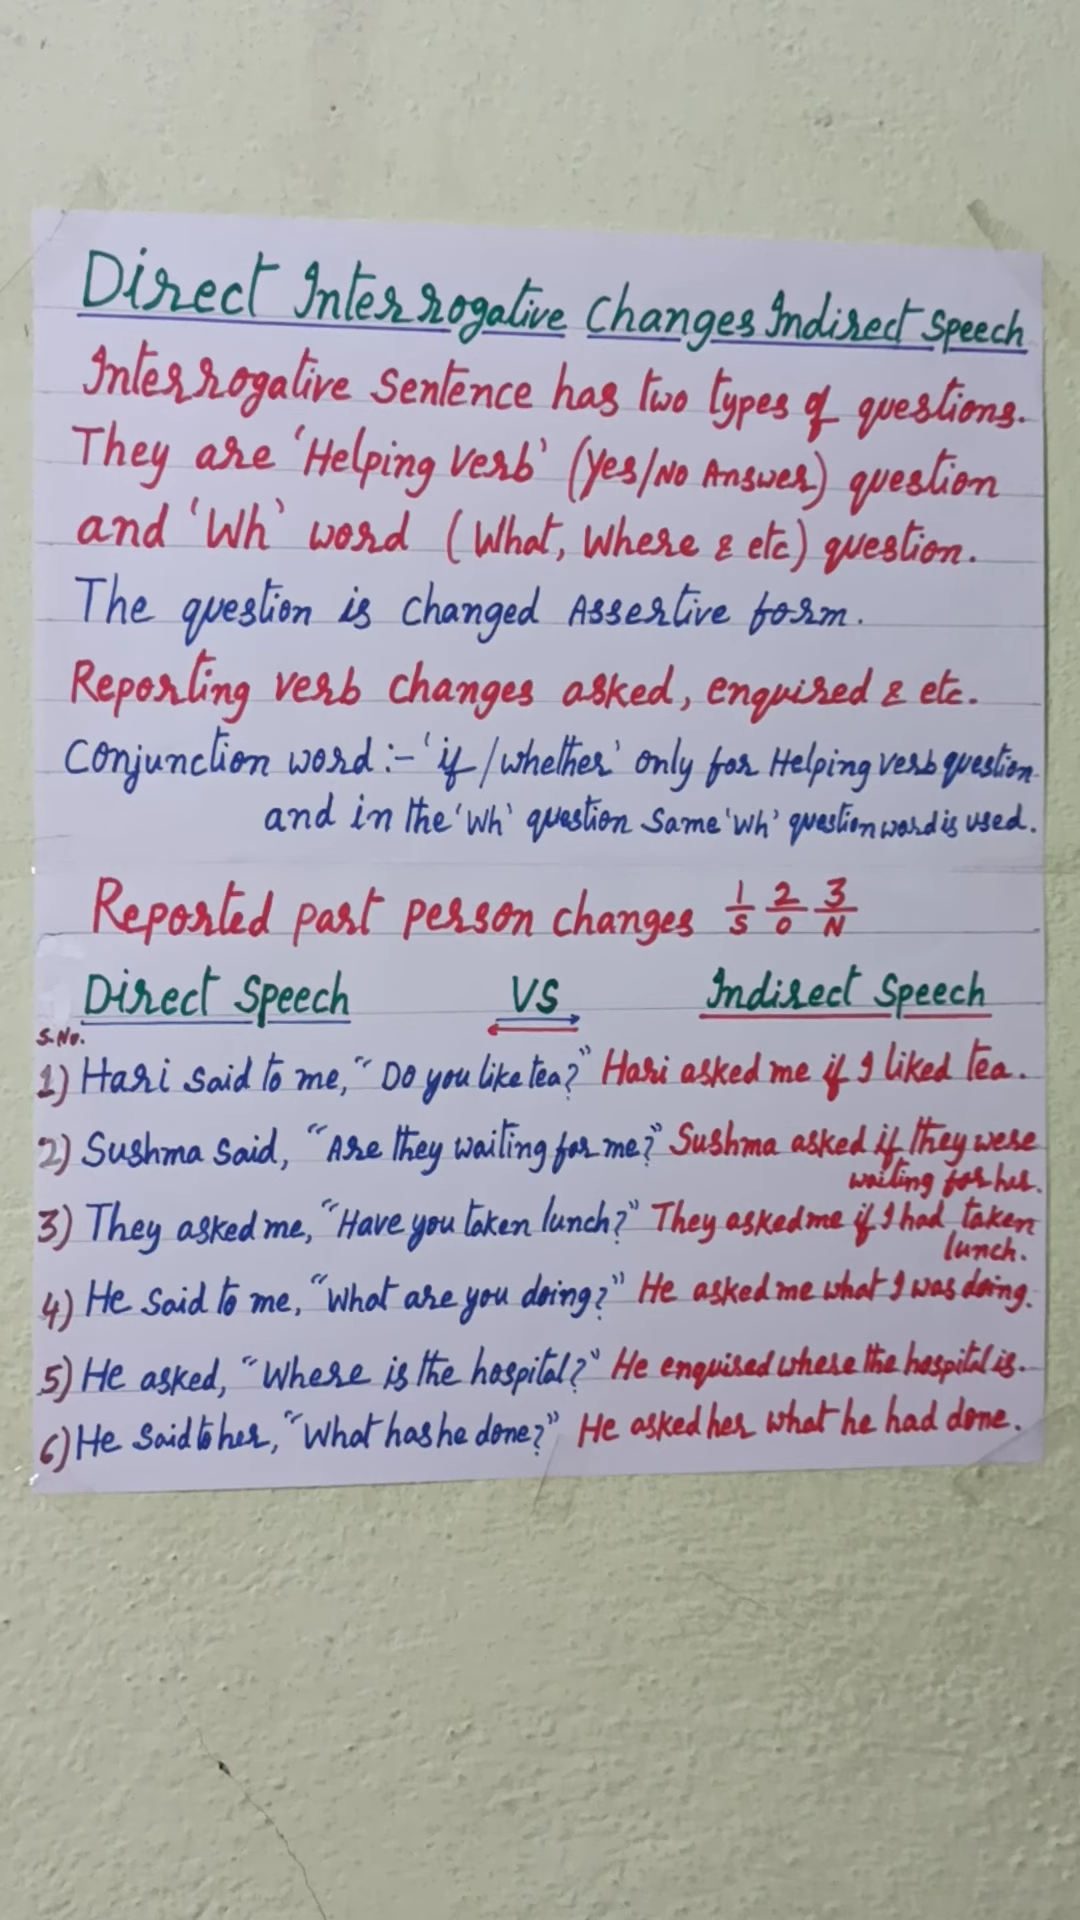 Direct Interrogative Changes Indirect Speech
Interrogative Sentence has two types of questions.
They are 'Helping verb' (Yes/No Answer) question
and 'Wh' word (What, Where & etc) question.
The question is changed Assertive form.
Reporting verb changes asked, enquired & etc.
Conjunction word :- 'if/whether' only for Helping verb question
and in the 'Wh' question Same 'Wh' question word is used.
Reported part person changes 1/S 2/O 3/N
Direct Speech VS Indirect Speech
S.No.
1) Hari said to me, "Do you like tea?" Hari asked me if I liked tea.
2) Sushma said, "Are they waiting for me?" Sushma asked if they were
waiting for her.
3) They asked me, "Have you taken lunch?" They asked me if I had taken
lunch.
4) He said to me, "What are you doing?" He asked me what I was doing.
5) He asked, "Where is the hospital?" He enquired where the hospital is.
6) He said to her, "What has he done?" He asked her what he had done.